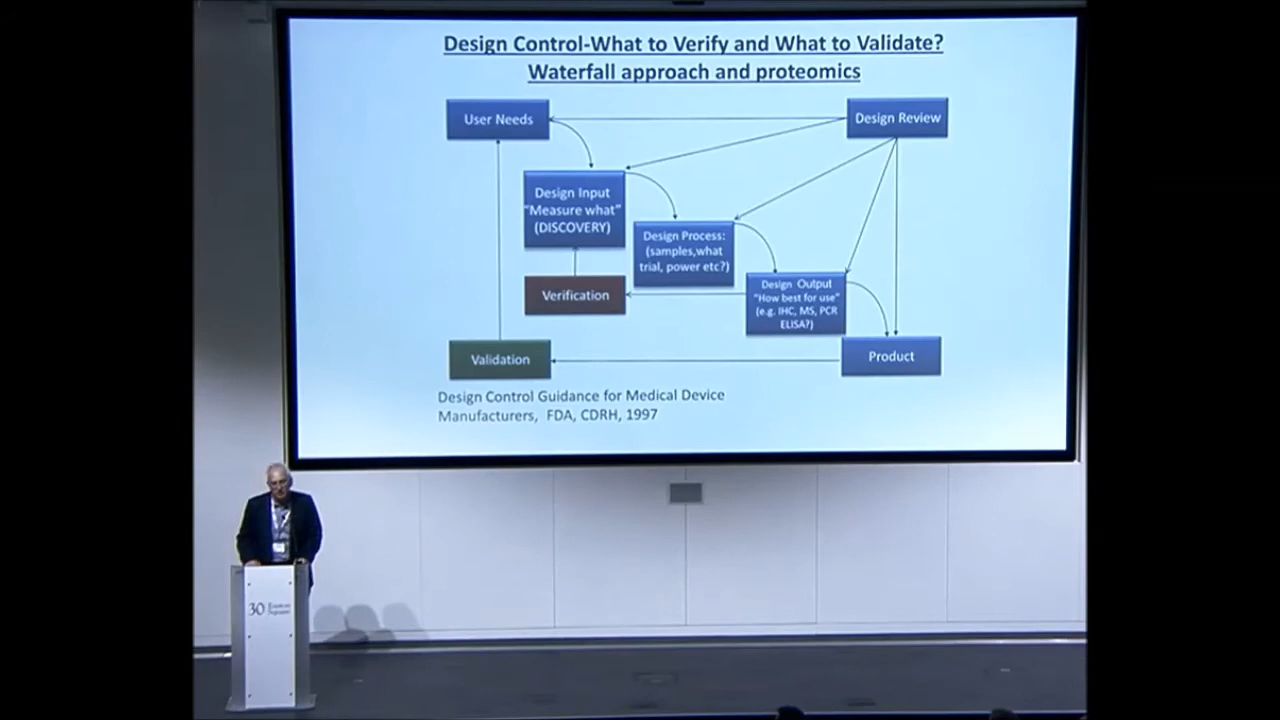 Design Control-What to Verify and What to Validate?
Waterfall approach and proteomics
User Needs
Design Review
Design Input
"Measure what"
(DISCOVERY)
Design Process:
(samples,what
trial, power etc?)
Design Output
"How best for use"
(e.g. IHC, MS, PCR
ELISA?)
Verification
Product
Validation
Design Control Guidance for Medical Device
Manufacturers, FDA, CDRH, 1997
30